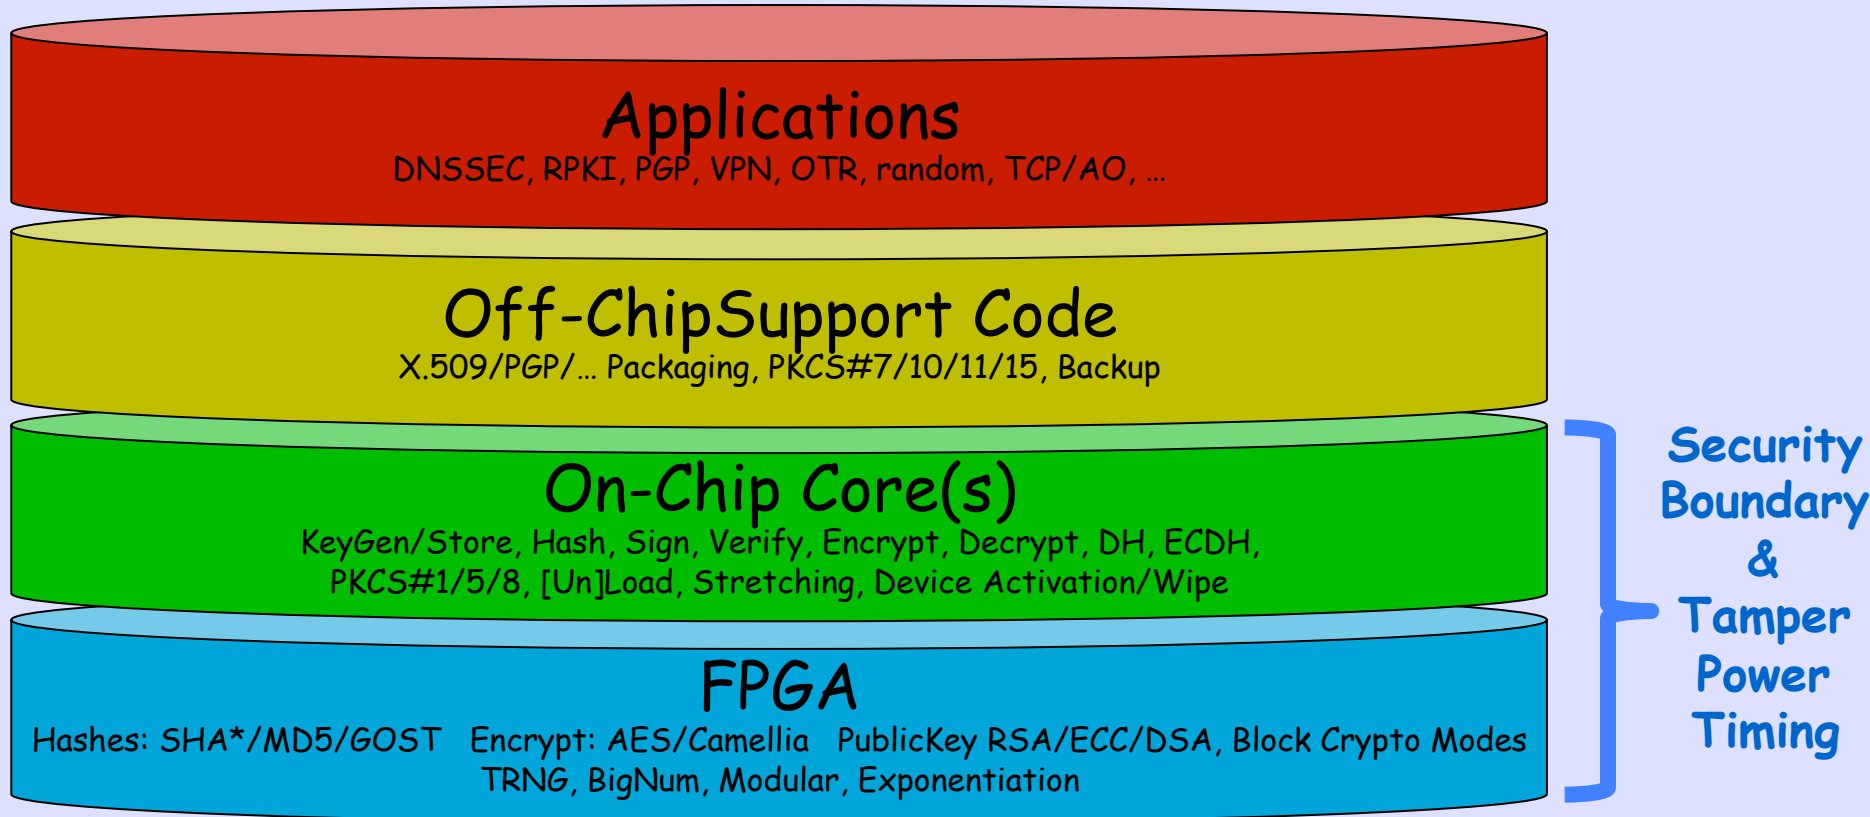 Applications
DNSSEC, RPKI, PGP, VPN, OTR, random, TCP/AO, …
Off-ChipSupport Code
X.509/PGP/… Packaging, PKCS#7/10/11/15, Backup
On-Chip Core(s)
KeyGen/Store, Hash, Sign, Verify, Encrypt, Decrypt, DH, ECDH,
PKCS#1/5/8, [Un]Load, Stretching, Device Activation/Wipe
FPGA
Hashes: SHA*/MD5/GOST Encrypt: AES/Camellia PublicKey RSA/ECC/DSA, Block Crypto Modes
TRNG, BigNum, Modular, Exponentiation
Security
Boundary
&
Tamper
Power
Timing